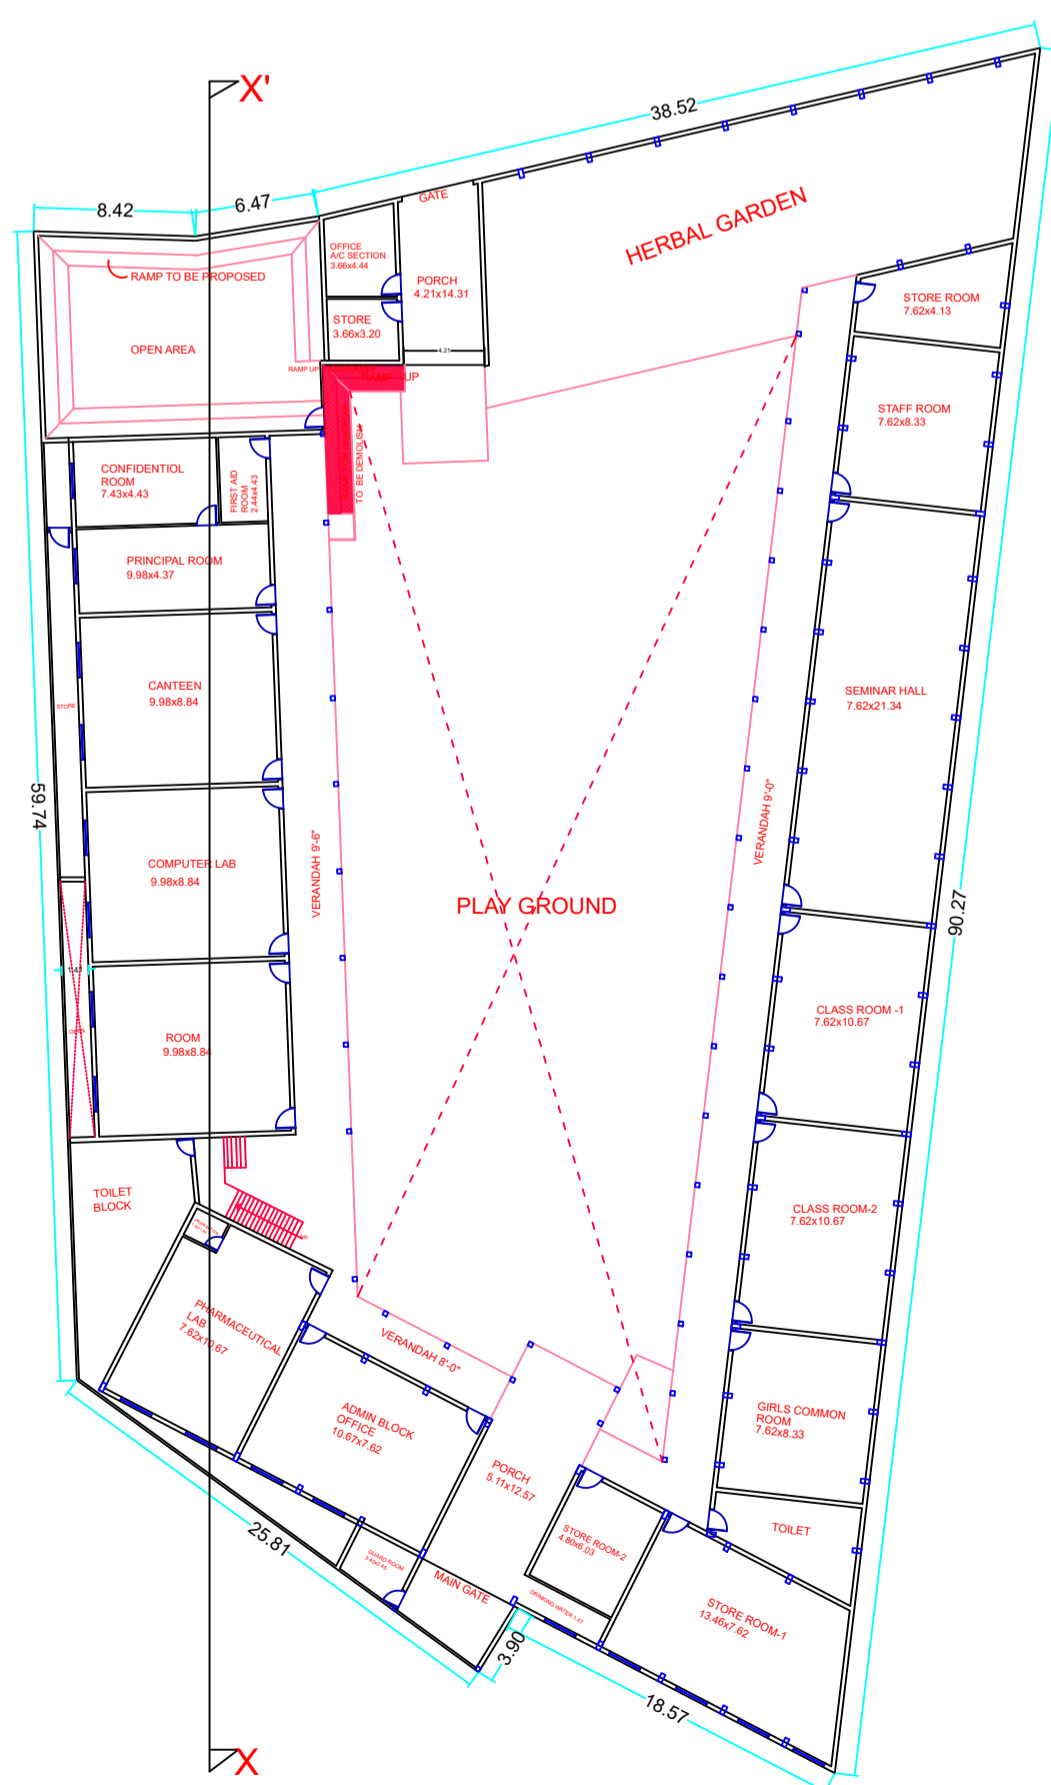 X'
38.52
8.42
6.47
GATE
HERBAL GARDEN
OFFICE
A/C SECTION
3.66x4.44
RAMP TO BE PROPOSED
PORCH
4.21x14.31
STORE ROOM
7.62x4.13
STORE
3.66x3.20
OPEN AREA
4.21
RAMP UP
RAMP UP
STAFF ROOM
7.62x8.33
TO BE DEMOLISH
CONFIDENTIOL
ROOM
7.43x4.43
FIRST AID
ROOM
2.44x4.43
PRINCIPAL ROOM
9.98x4.37
CANTEEN
9.98x8.84
SEMINAR HALL
7.62x21.34
STORE
59.74
VERANDAH 9'-6"
VERANDAH 9'-0"
COMPUTER LAB
9.98x8.84
PLAY GROUND
90.27
1.43
OPEN
ROOM
9.98x8.84
CLASS ROOM -1
7.62x10.67
TOILET
BLOCK
CLASS ROOM-2
7.62x10.67
UP
PHARMACEUTICAL
LAB
7.62x10.67
VERANDAH 8'-0"
ADMIN BLOCK
OFFICE
10.67x7.62
GIRLS COMMON
ROOM
7.62x8.33
PORCH
5.11x12.57
TOILET
STORE ROOM-2
4.80x6.03
25.81
GUARD ROOM
MAIN GATE
DRINKING WATER 1.47
STORE ROOM-1
13.46x7.62
3.90
18.57
X